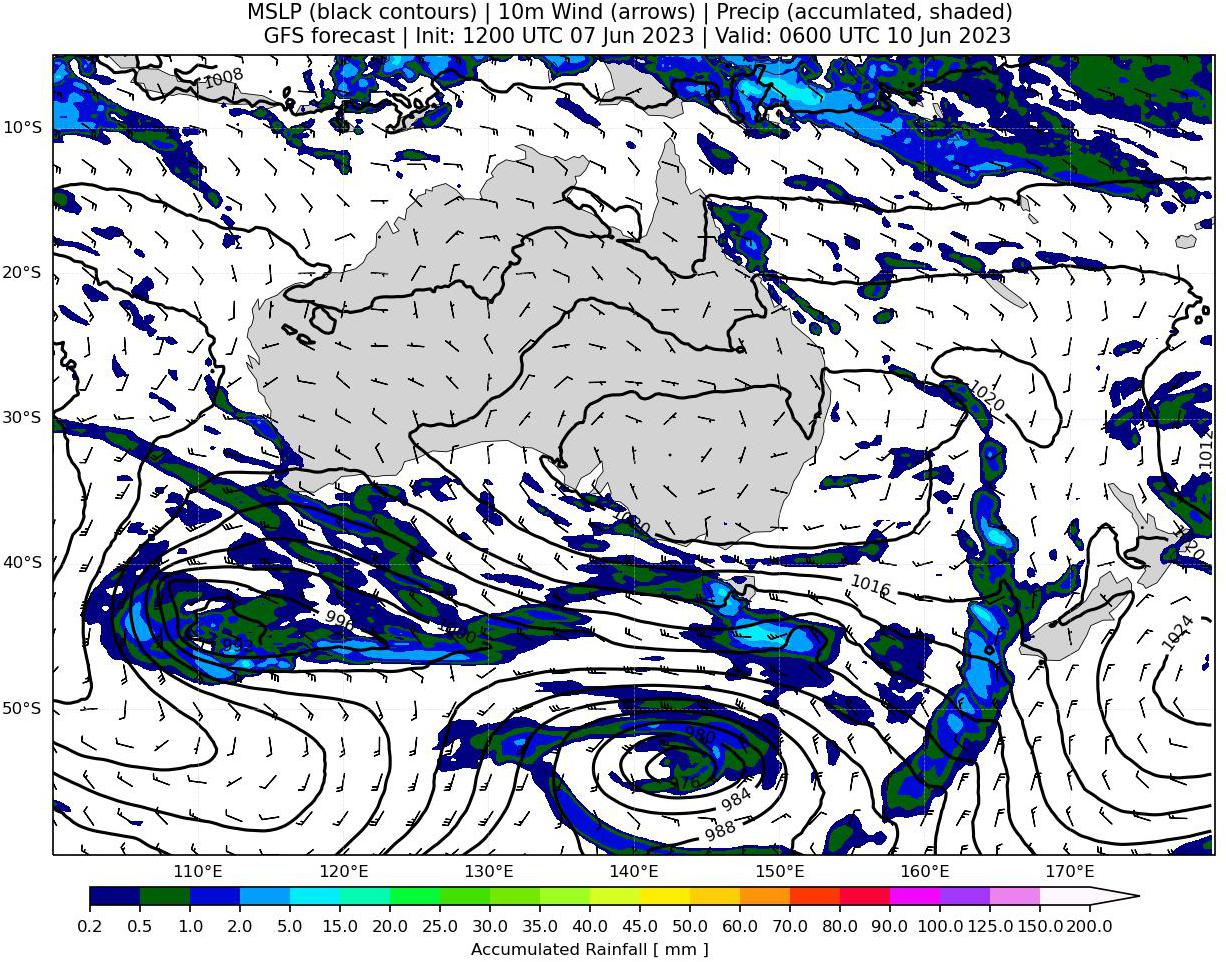 MSLP (black contours) | 10m Wind (arrows) | Precip (accumlated, shaded)
GFS forecast | Init: 1200 UTC 07 Jun 2023 | Valid: 0600 UTC 10 Jun 2023
1008
10°S
20°S
1020
30°S
1012
1020
1020
40°S
1016
996
1000
1024
992
50°S
980
976
984
988
110°E 120°E 130°E 140°E 150°E 160°E 170°E
0.2 0.5 1.0 2.0 5.0 10.0 15.0 20.0 25.0 30.0 35.0 40.0 45.0 50.0 60.0 70.0 80.0 90.0 100.0 125.0 150.0 200.0
Accumulated Rainfall [ mm ]